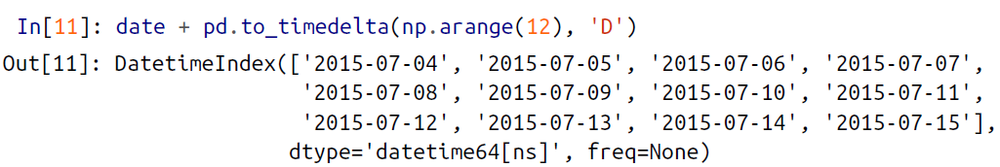 In[11]: date + pd.to_timedelta(np.arange(12), 'D')
Out[11]: DatetimeIndex(['2015-07-04', '2015-07-05', '2015-07-06', '2015-07-07',
'2015-07-08', '2015-07-09', '2015-07-10', '2015-07-11',
'2015-07-12', '2015-07-13', '2015-07-14', '2015-07-15'],
dtype='datetime64[ns]', freq=None)